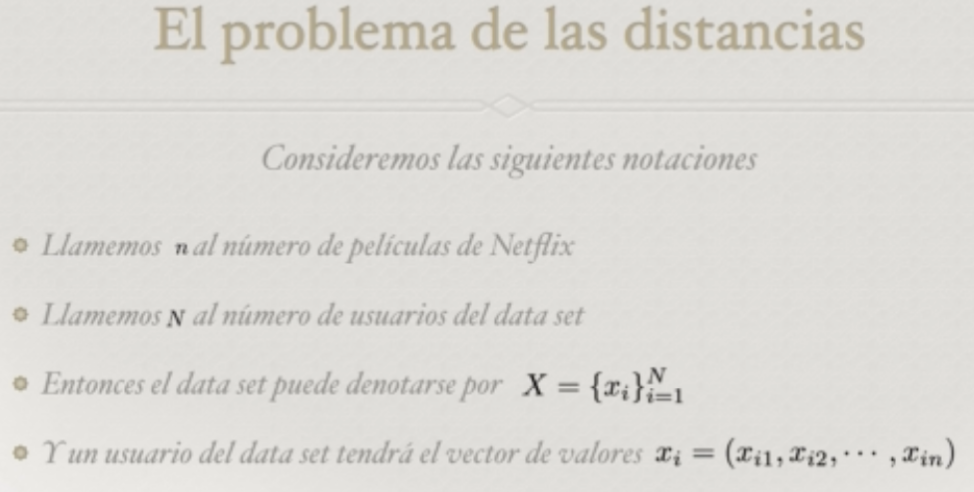 El problema de las distancias
Consideremos las siguientes notaciones
Llamemos n al número de películas de Netflix
Llamemos N al número de usuarios del data set
Entonces el data set puede denotarse por X = {x_i}_{i=1}^N
Y un usuario del data set tendrá el vector de valores x_i = (x_{i1}, x_{i2}, ⋯ , x_{in})